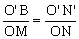 O'B / OM = O'N' / ON